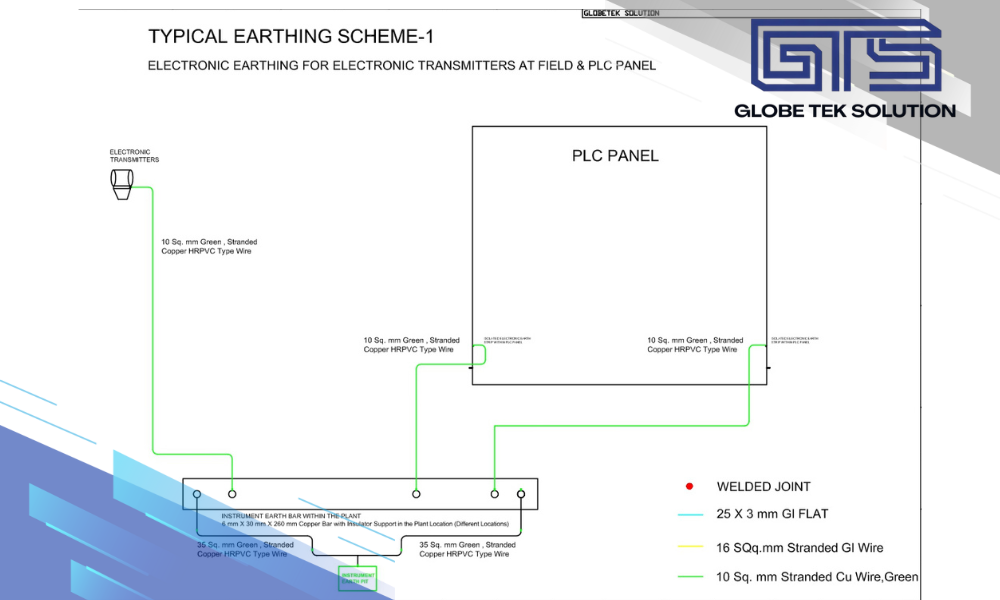 GLOBETEK SOLUTION
TYPICAL EARTHING SCHEME-1
ELECTRONIC EARTHING FOR ELECTRONIC TRANSMITTERS AT FIELD & PLC PANEL
GTS
GLOBE TEK SOLUTION
ELECTRONIC
TRANSMITTERS
PLC PANEL
10 Sq. mm Green , Stranded
Copper HRPVC Type Wire
10 Sq. mm Green , Stranded
Copper HRPVC Type Wire
10 Sq. mm Green , Stranded
Copper HRPVC Type Wire
INSTRUMENT EARTH BAR WITHIN THE PLANT
6 mm X 30 mm X 260 mm Copper Bar with Insulator Support in the Plant Location (Different Locations)
35 Sq. mm Green , Stranded
Copper HRPVC Type Wire
35 Sq. mm Green , Stranded
Copper HRPVC Type Wire
INSTRUMENT
EARTH PIT
WELDED JOINT
25 X 3 mm GI FLAT
16 SQq.mm Stranded GI Wire
10 Sq. mm Stranded Cu Wire,Green